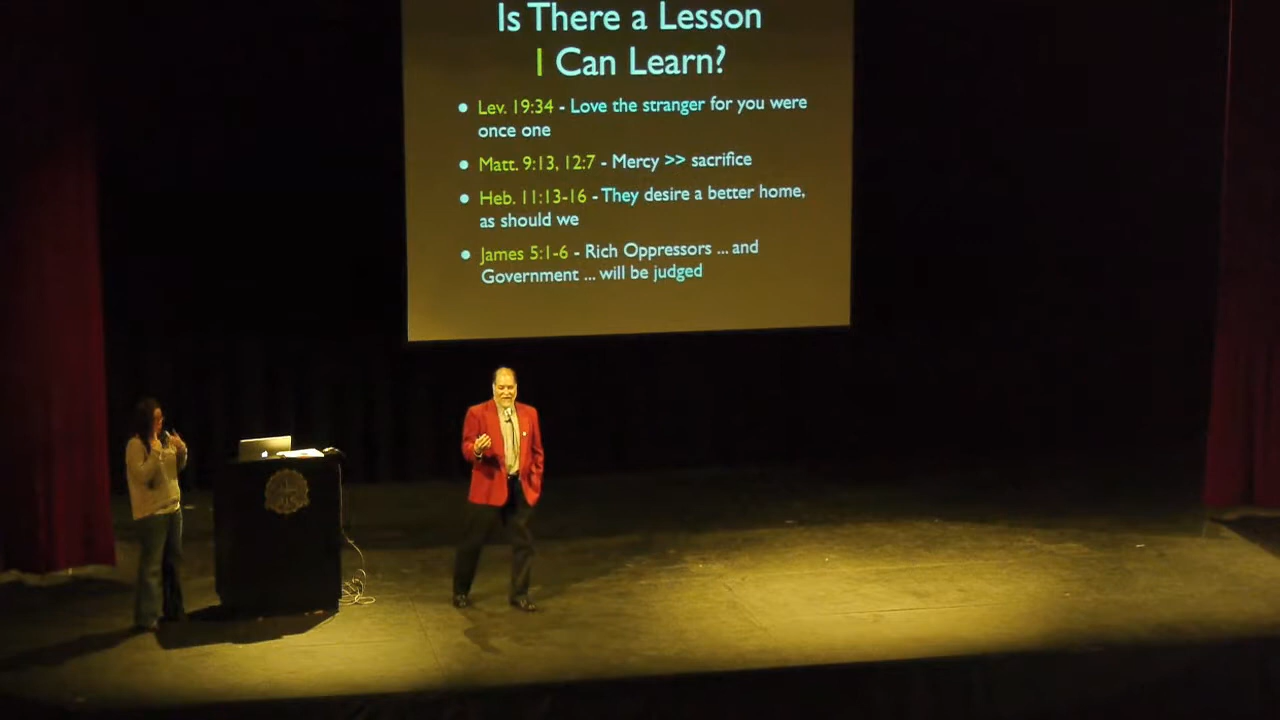 Is There a Lesson
I Can Learn?
• Lev. 19:34 - Love the stranger for you were
once one
• Matt. 9:13, 12:7 - Mercy >> sacrifice
• Heb. 11:13-16 - They desire a better home,
as should we
• James 5:1-6 - Rich Oppressors ... and
Government ... will be judged